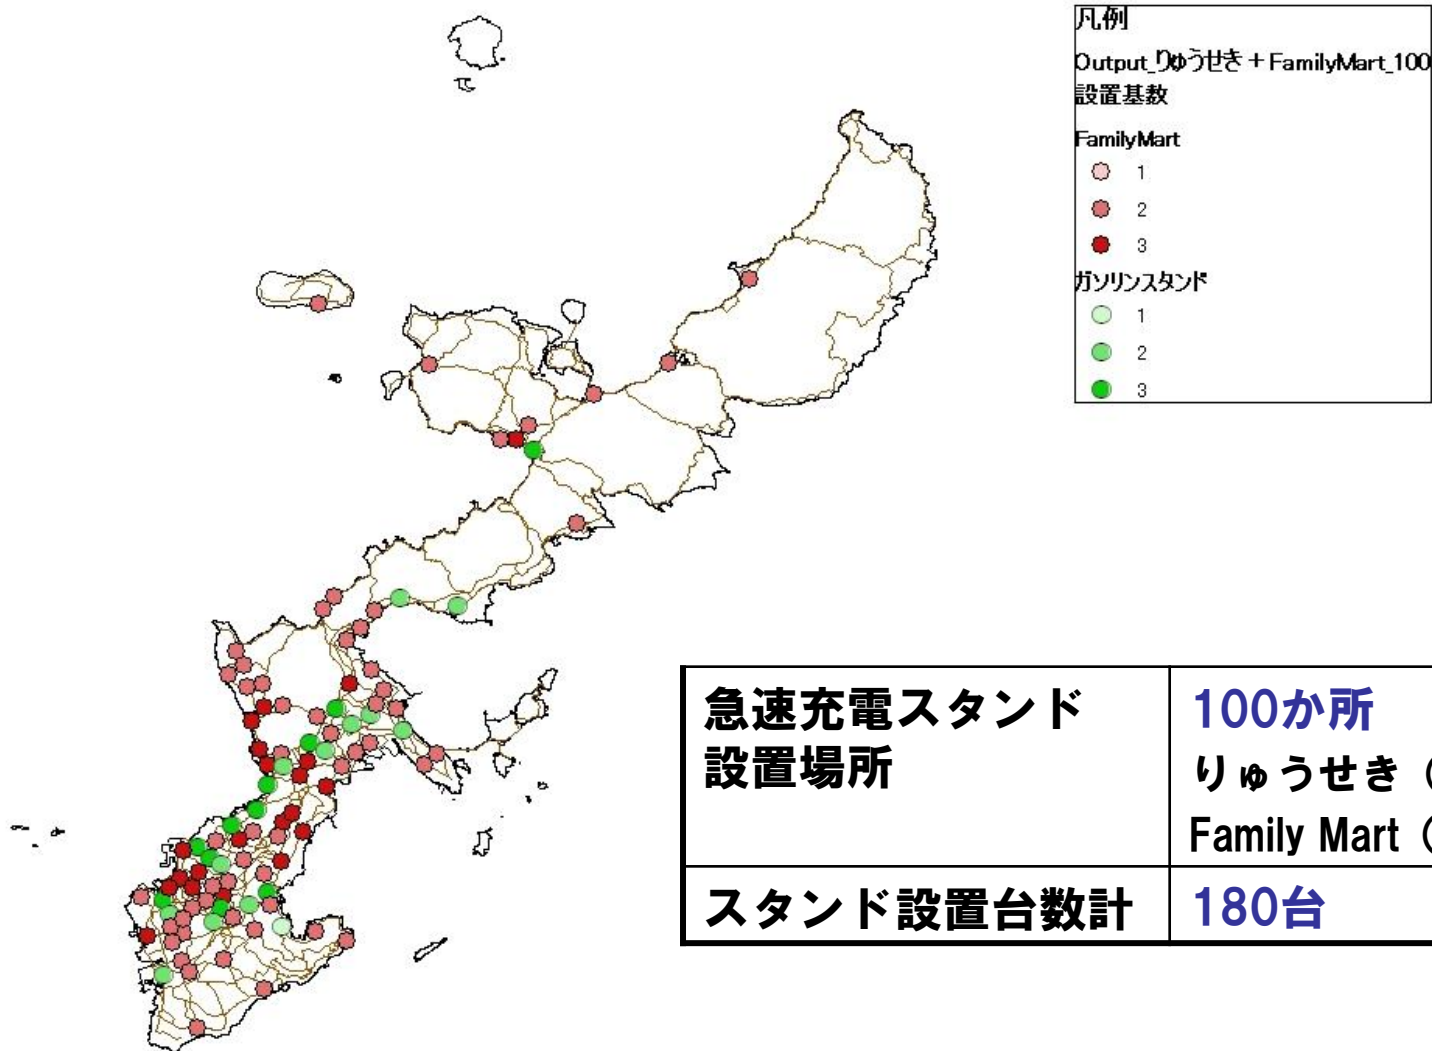 凡例
Output_りゅうせき + FamilyMart_100
設置基数
FamilyMart
1
2
3
ガソリンスタンド
1
2
3
急速充電スタンド
設置場所
100か所
りゅうせき（
Family Mart（
スタンド設置台数計
180台